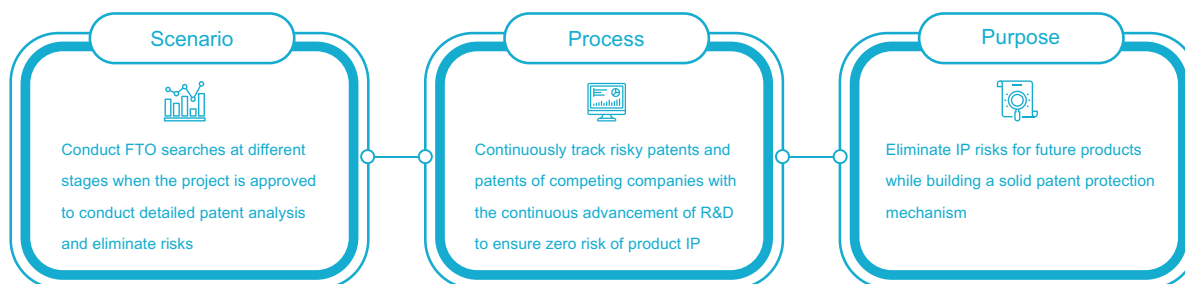 Scenario
Conduct FTO searches at different
stages when the project is approved
to conduct detailed patent analysis
and eliminate risks
Process
Continuously track risky patents and
patents of competing companies with
the continuous advancement of R&D
to ensure zero risk of product IP
Purpose
Eliminate IP risks for future products
while building a solid patent protection
mechanism